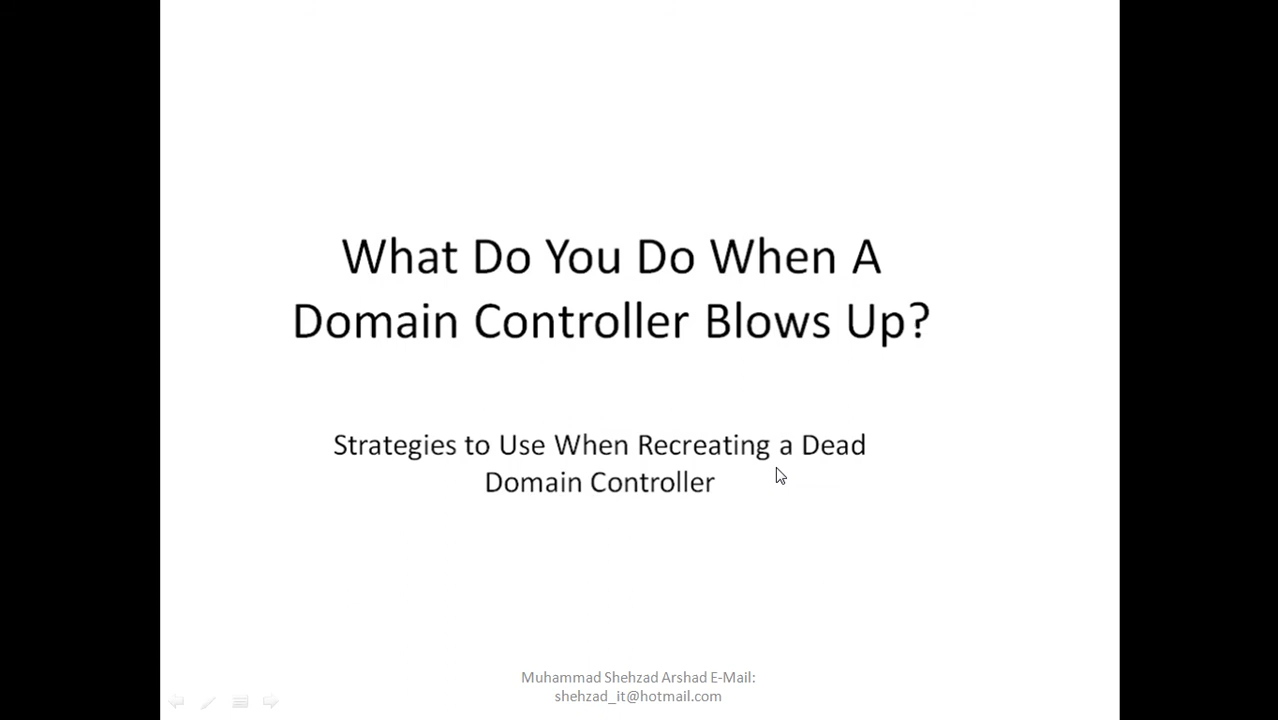 What Do You Do When A
Domain Controller Blows Up?
Strategies to Use When Recreating a Dead
Domain Controller
Muhammad Shehzad Arshad E-Mail:
shehzad_it@hotmail.com